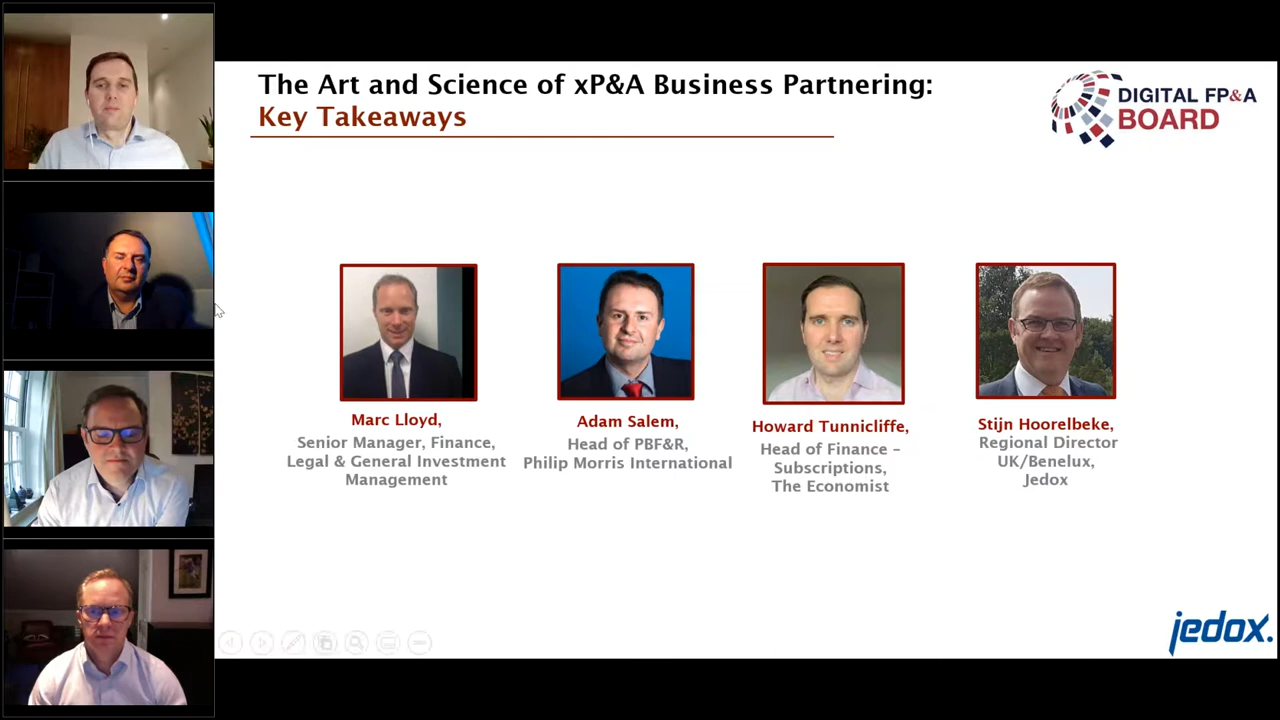 The Art and Science of xP&A Business Partnering:
Key Takeaways
DIGITAL FP&A
BOARD
Marc Lloyd,
Senior Manager, Finance,
Legal & General Investment
Management
Adam Salem,
Head of PBF&R,
Philip Morris International
Howard Tunnicliffe,
Head of Finance –
Subscriptions,
The Economist
Stijn Hoorelbeke,
Regional Director
UK/Benelux,
Jedox
jedox.